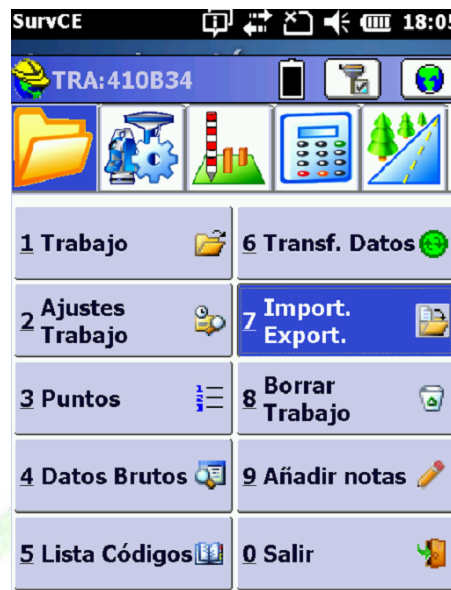 SurvCE 18:05
TRA:410B34
1 Trabajo
6 Transf. Datos
2 Ajustes
Trabajo
7 Import.
Export.
3 Puntos
8 Borrar
Trabajo
4 Datos Brutos
9 Añadir notas
5 Lista Códigos
0 Salir